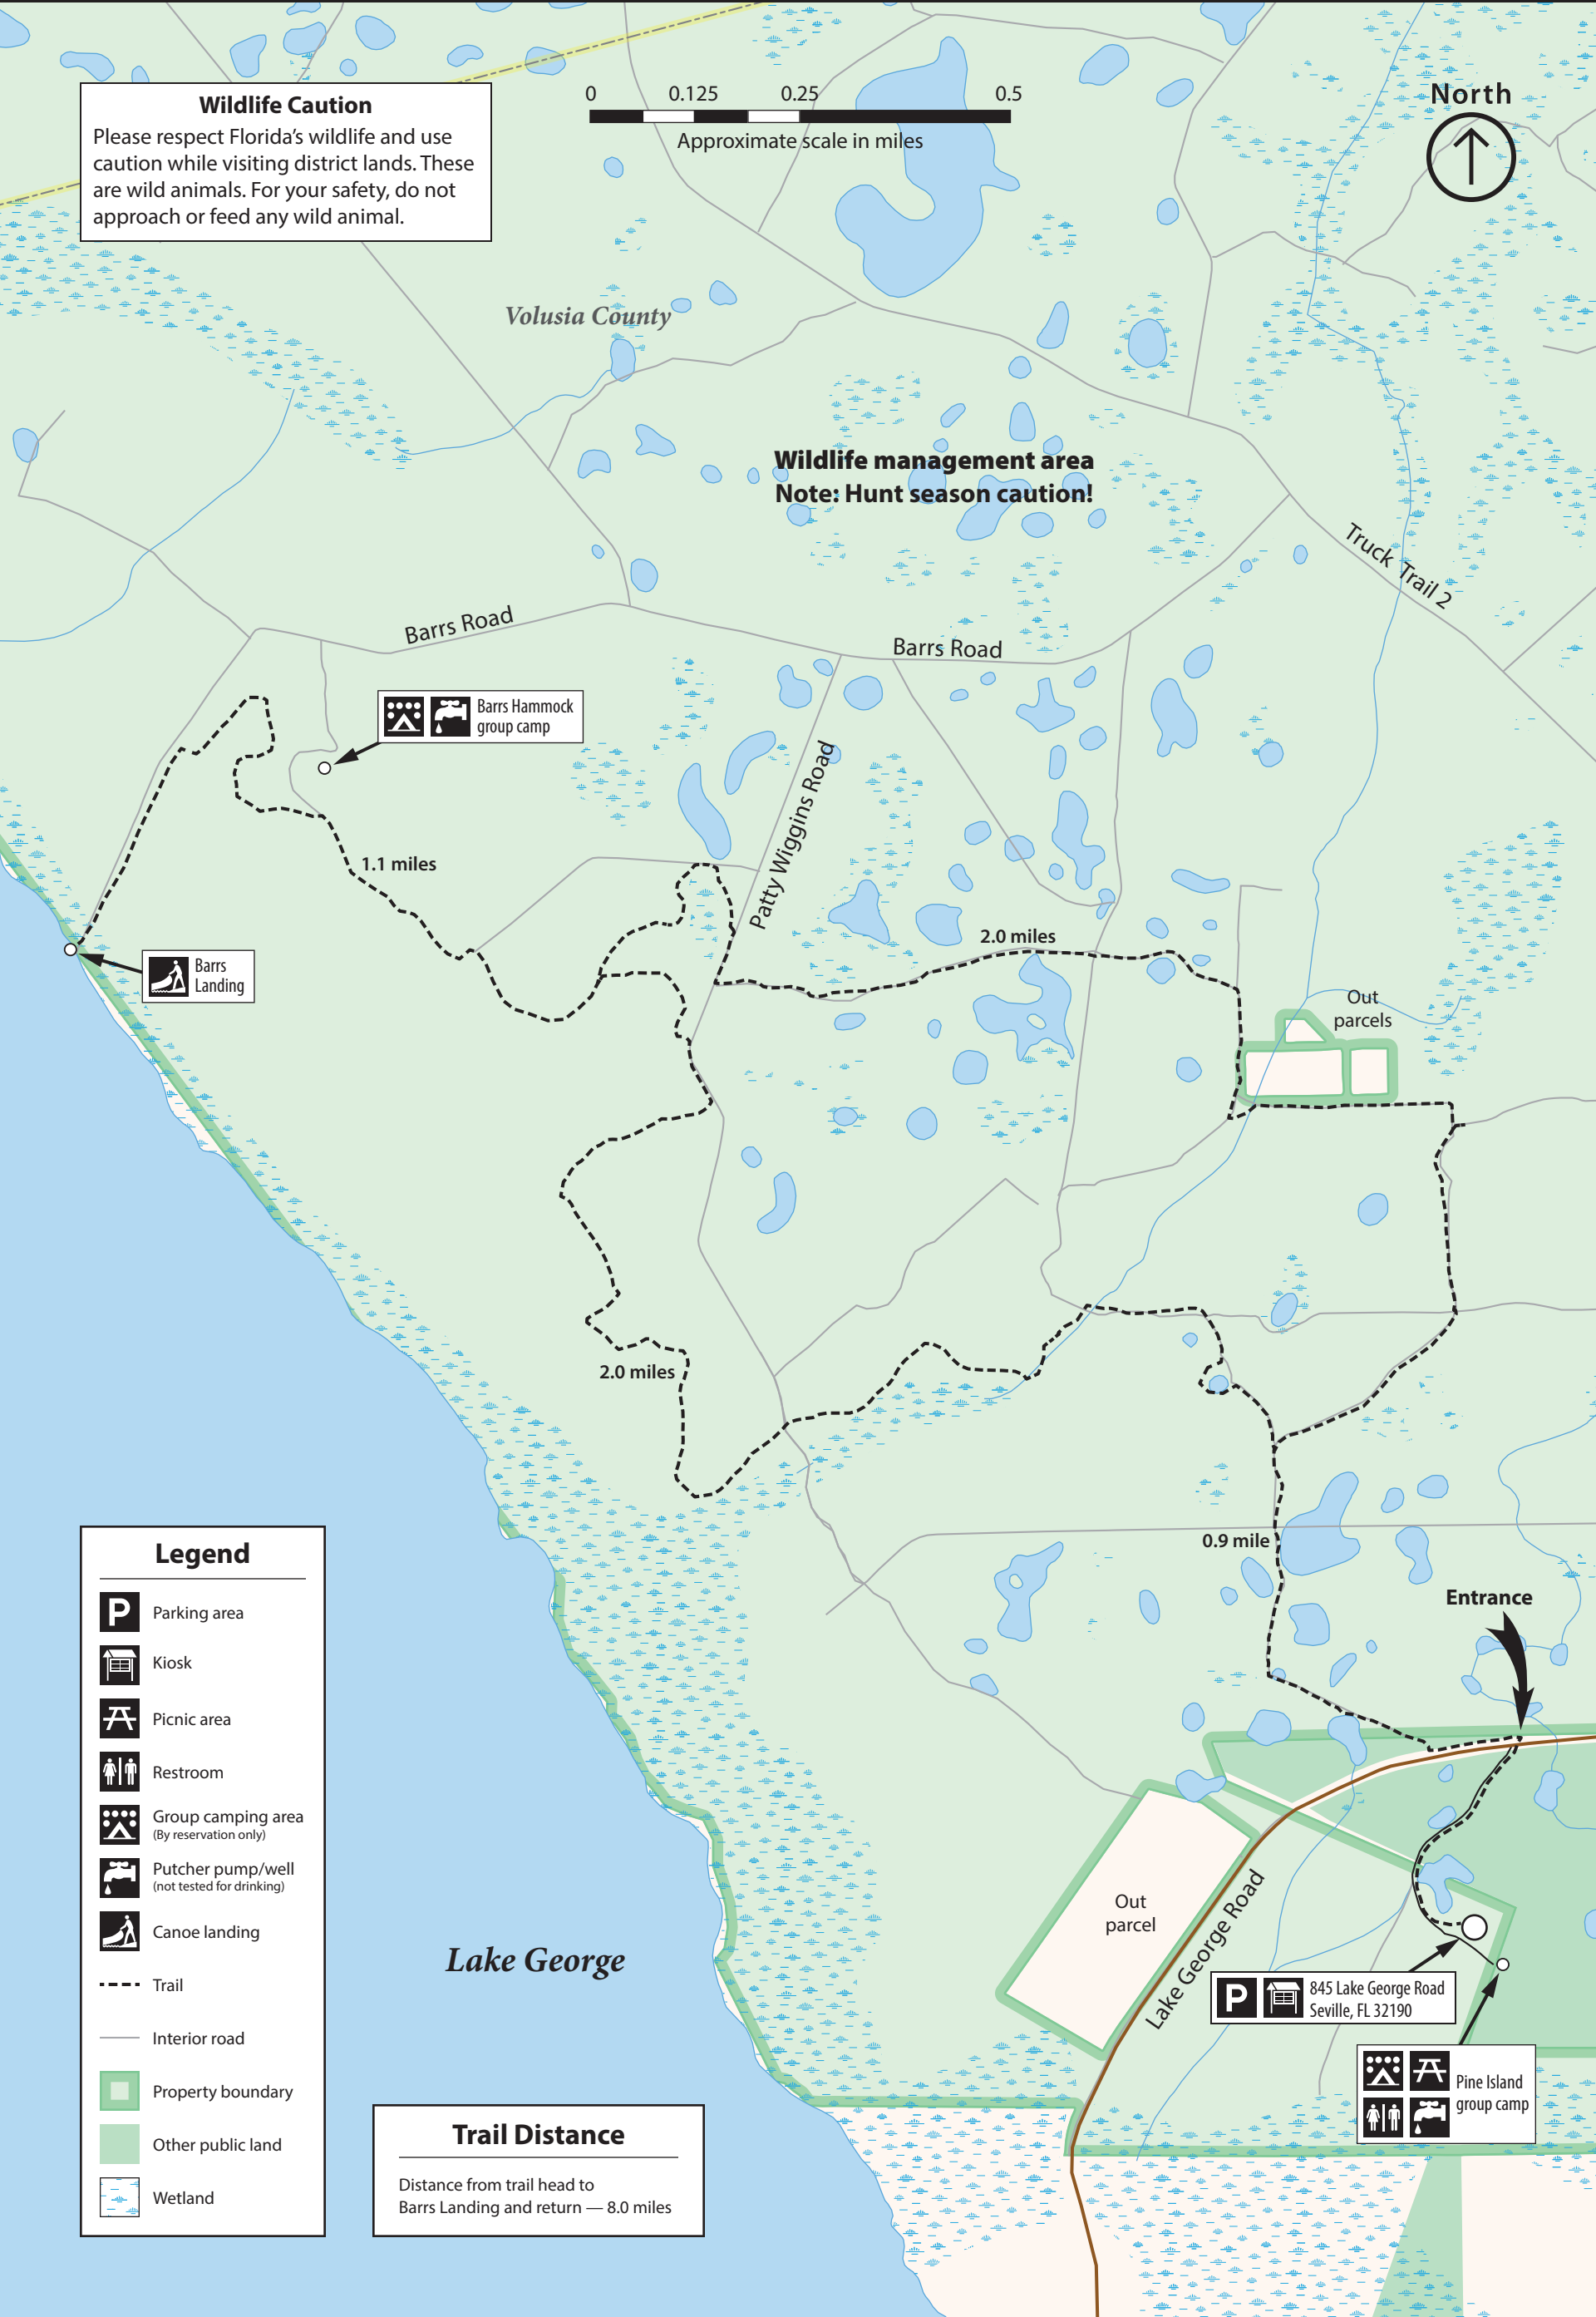 Wildlife Caution
Please respect Florida's wildlife and use
caution while visiting district lands. These
are wild animals. For your safety, do not
approach or feed any wild animal.
0 0.125 0.25 0.5
Approximate scale in miles
North
Volusia County
Wildlife management area
Note: Hunt season caution!
Truck Trail 2
Barrs Road
Barrs Road
Barrs Hammock
group camp
Patty Wiggins Road
1.1 miles
2.0 miles
Barrs
Landing
Out
parcels
2.0 miles
0.9 mile
Entrance
Legend
P Parking area
Kiosk
Picnic area
Restroom
Group camping area
(By reservation only)
Putcher pump/well
(not tested for drinking)
Canoe landing
Trail
Interior road
Property boundary
Other public land
Wetland
Lake George
Out
parcel
Lake George Road
P
845 Lake George Road
Seville, FL 32190
Pine Island
group camp
Trail Distance
Distance from trail head to
Barrs Landing and return — 8.0 miles